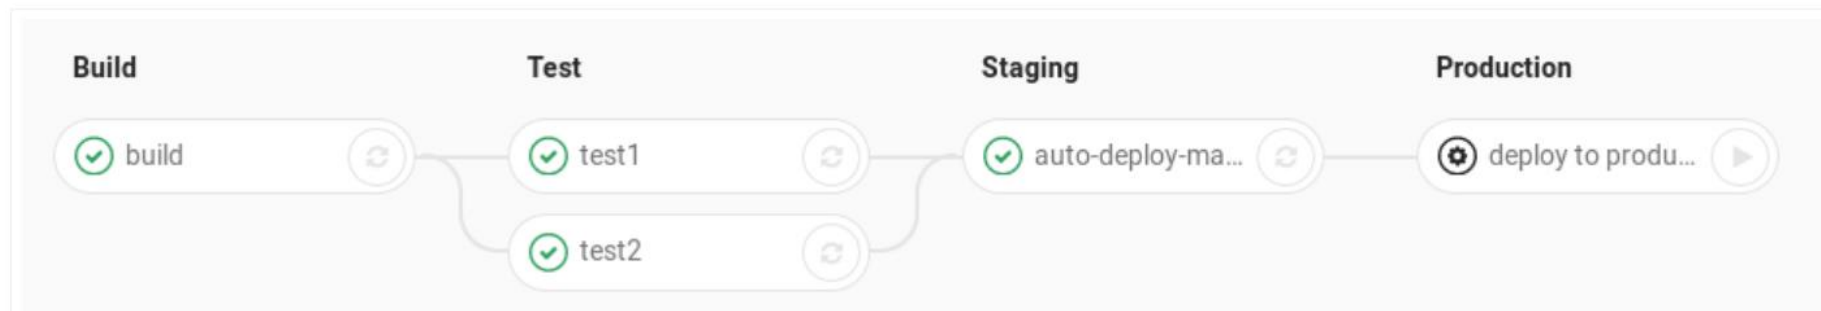 Build
Test
Staging
Production
build
test1
auto-deploy-ma...
deploy to produ...
test2